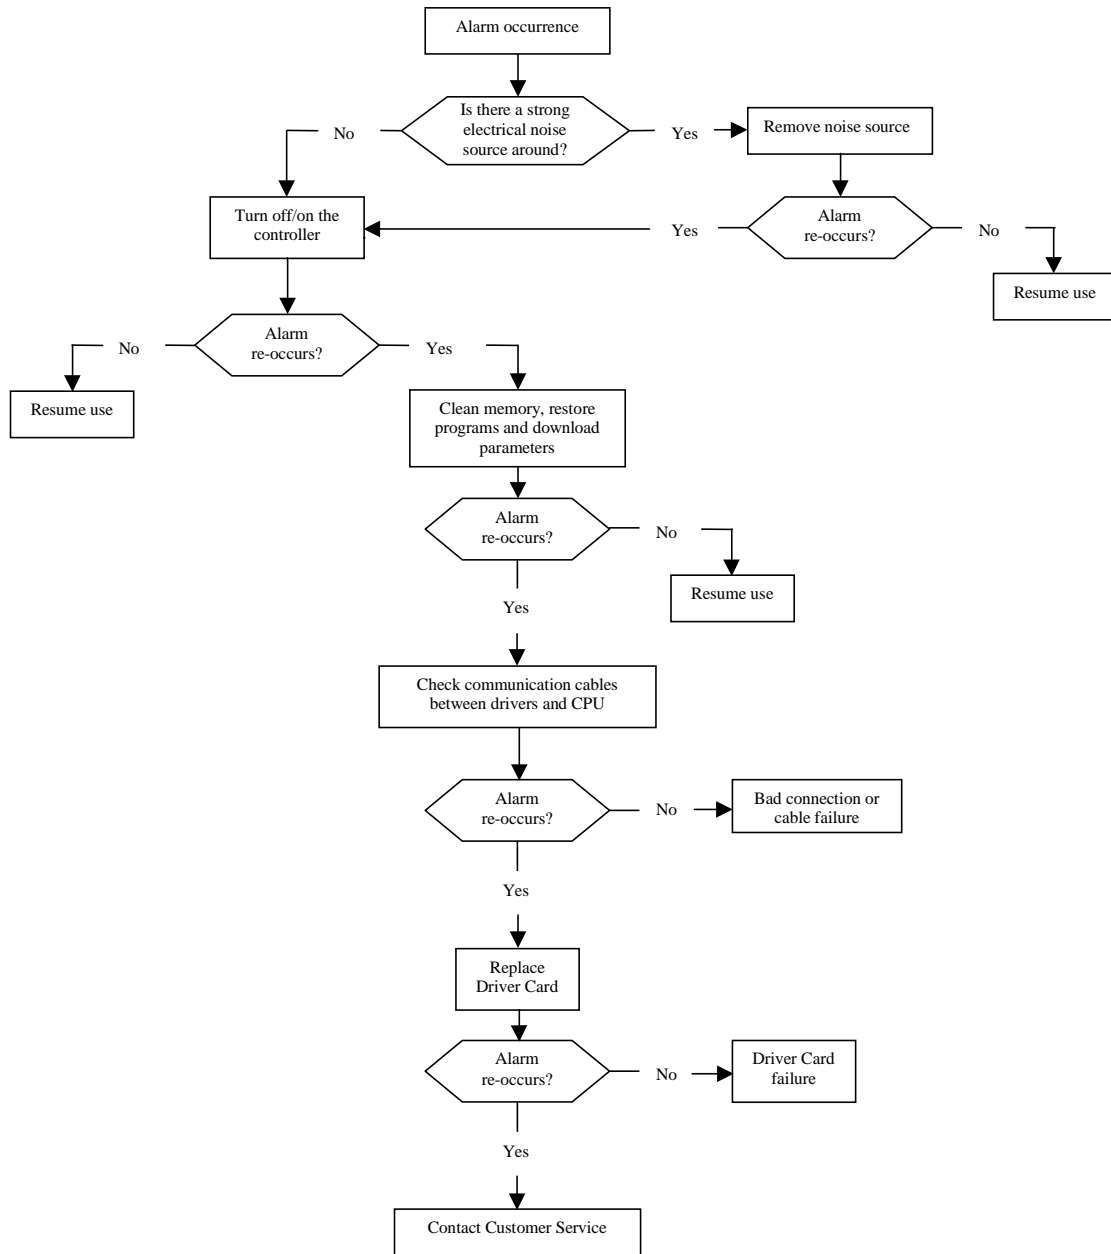 Alarm occurrence
Is there a strong
electrical noise
source around?
No
Yes
Remove noise source
Turn off/on the
controller
Yes
Alarm
re-occurs?
No
Resume use
No
Alarm
re-occurs?
Yes
Resume use
Clean memory, restore
programs and download
parameters
Alarm
re-occurs?
No
Resume use
Yes
Check communication cables
between drivers and CPU
Alarm
re-occurs?
No
Bad connection or
cable failure
Yes
Replace
Driver Card
Alarm
re-occurs?
No
Driver Card
failure
Yes
Contact Customer Service